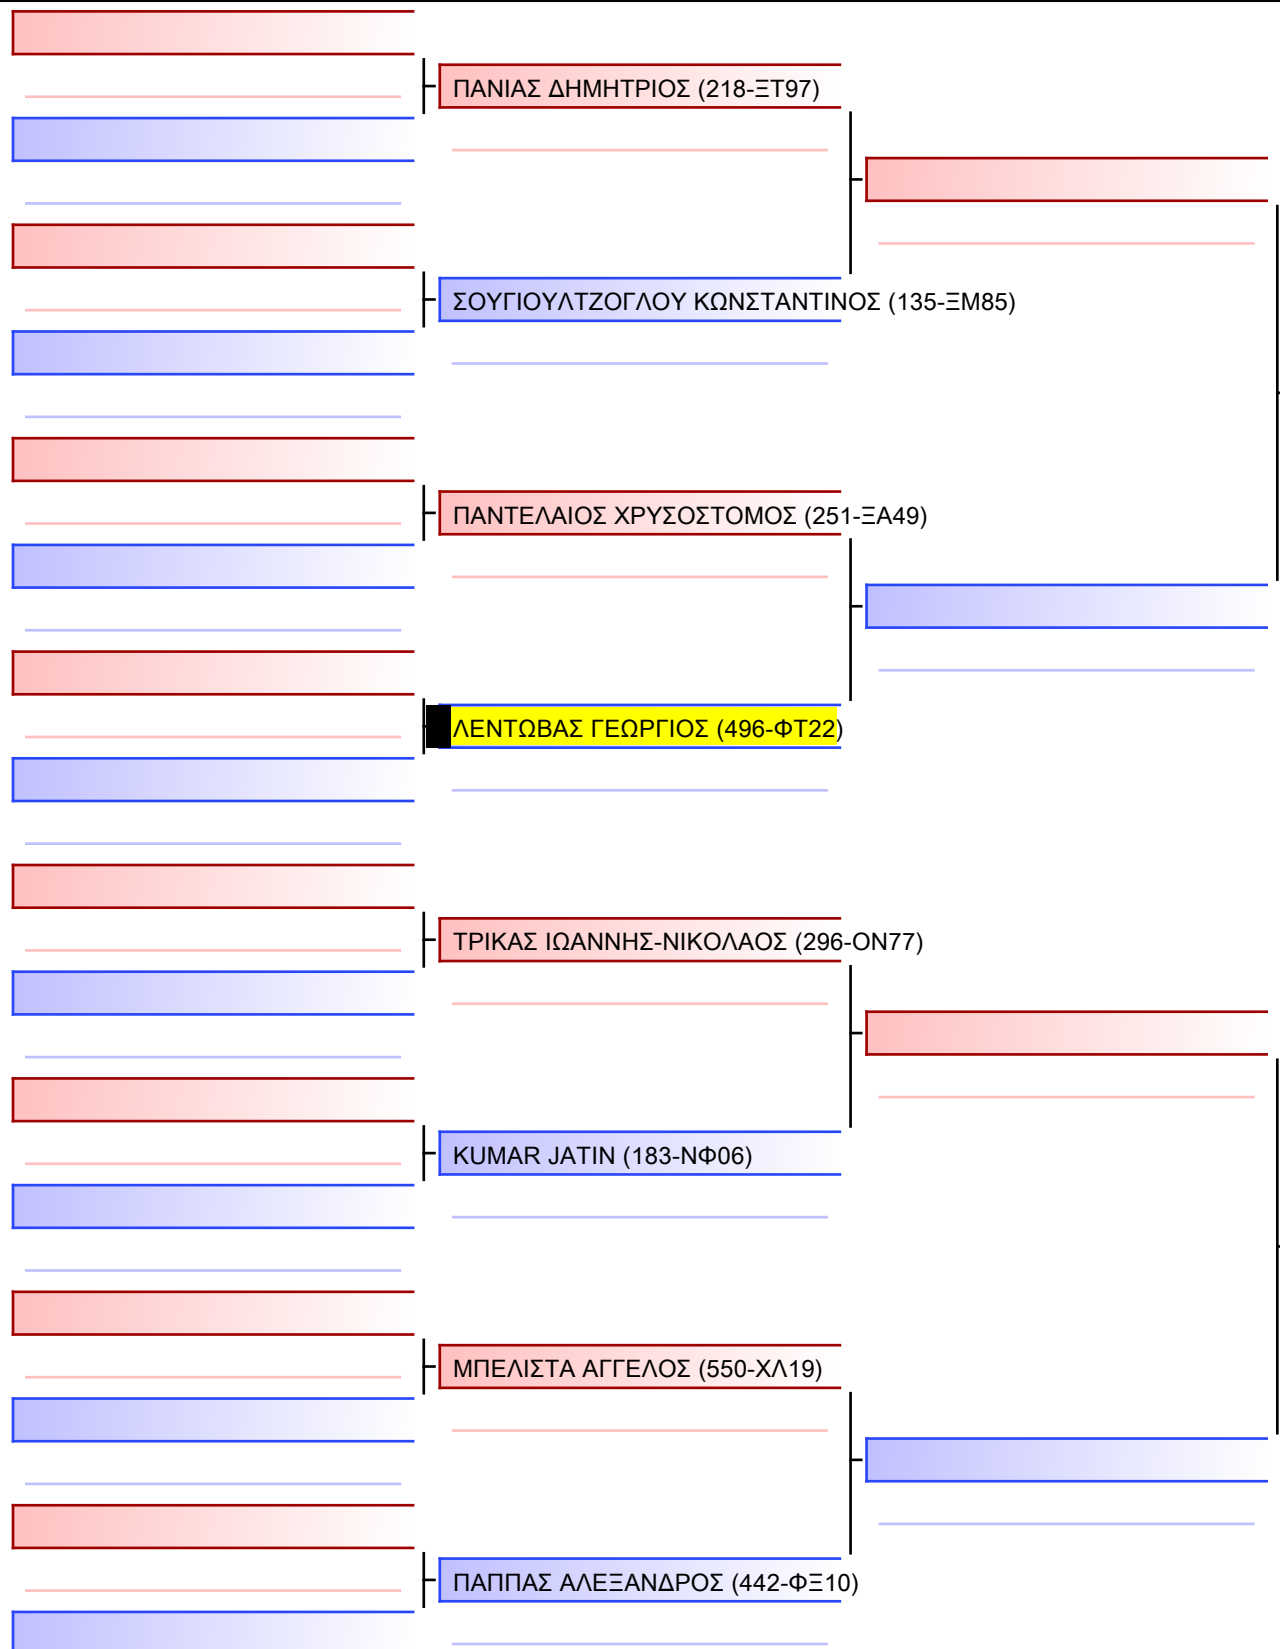 ΠΑΝΙΑΣ ΔΗΜΗΤΡΙΟΣ (218-ΞΤ97)
ΣΟΥΓΙΟΥΛΤΖΟΓΛΟΥ ΚΩΝΣΤΑΝΤΙΝΟΣ (135-ΞΜ85)
ΠΑΝΤΕΛΑΙΟΣ ΧΡΥΣΟΣΤΟΜΟΣ (251-ΞΑ49)
ΛΕΝΤΩΒΑΣ ΓΕΩΡΓΙΟΣ (496-ΦΤ22)
ΤΡΙΚΑΣ ΙΩΑΝΝΗΣ-ΝΙΚΟΛΑΟΣ (296-ΟΝ77)
KUMAR JATIN (183-ΝΦ06)
ΜΠΕΛΙΣΤΑ ΑΓΓΕΛΟΣ (550-ΧΛ19)
ΠΑΠΠΑΣ ΑΛΕΞΑΝΔΡΟΣ (442-ΦΞ10)